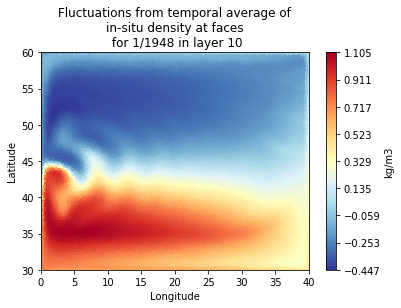 Fluctuations from temporal average of
in-situ density at faces
for 1/1948 in layer 10
60
55
50
45
40
35
30
Latitude
0 5 10 15 20 25 30 35 40
Longitude
1.105
0.911
0.717
0.523
0.329
0.135
−0.059
−0.253
−0.447
kg/m3